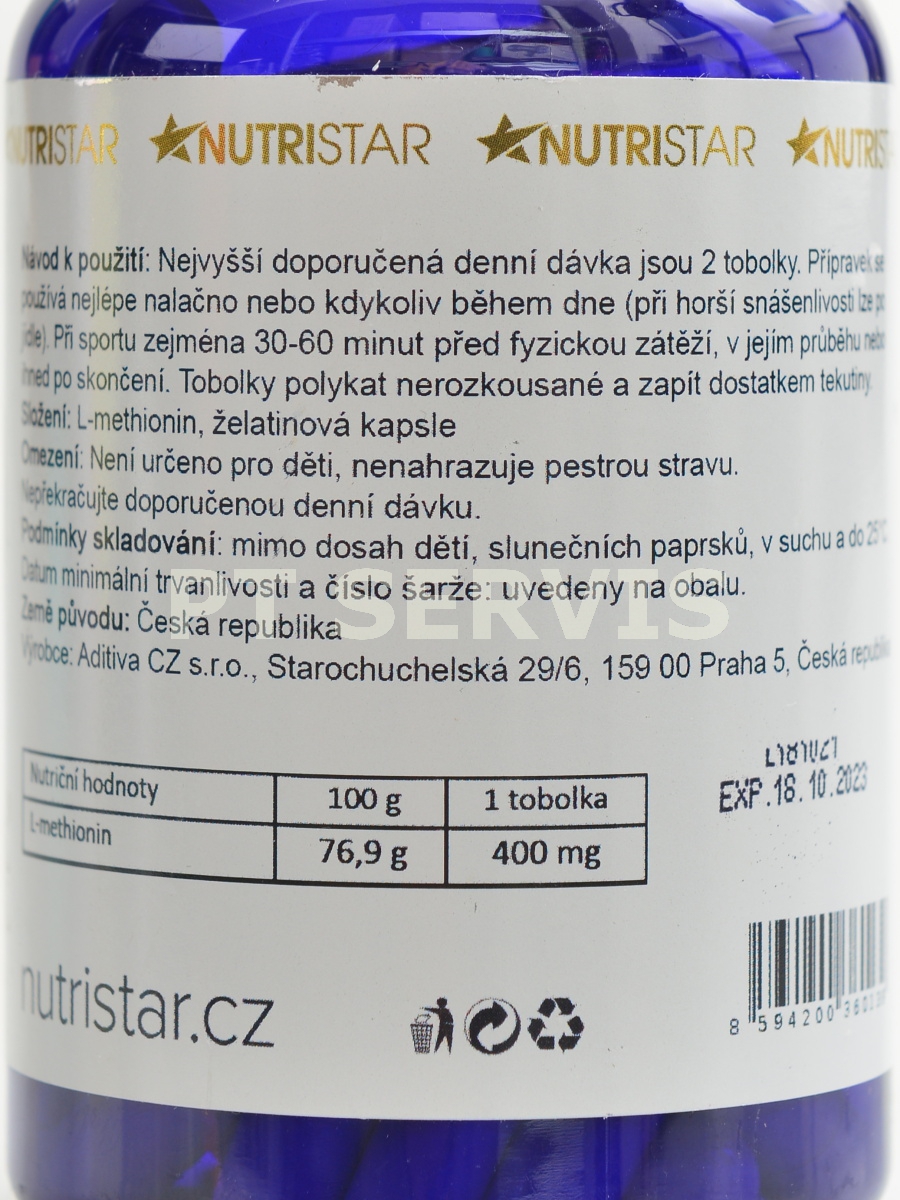 NUTRISTAR NUTRISTAR NUTRISTAR NUTRIS
Návod k použití: Nejvyšší doporučená denní dávka jsou 2 tobolky. Přípravek se
používá nejlépe nalačno nebo kdykoliv během dne (při horší snášenlivosti lze po
jídle). Při sportu zejména 30-60 minut před fyzickou zátěží, v jejím průběhu nebo
ihned po skončení. Tobolky polykat nerozkousané a zapít dostatkem tekutiny.
Složení: L-methionin, želatinová kapsle
Omezení: Není určeno pro děti, nenahrazuje pestrou stravu.
Nepřekračujte doporučenou denní dávku.
Podmínky skladování: mimo dosah dětí, slunečních paprsků, v suchu a do 25°C
Datum minimální trvanlivosti a číslo šarže: uvedeny na obalu.
PT SERVIS
Země původu: Česká republika
Výrobce: Aditiva CZ s.r.o., Starochuchelská 29/6, 159 00 Praha 5, Česká republika
EXP.18.10.2023
Nutriční hodnoty 100 g 1 tobolka
L-methionin 76,9 g 400 mg
nutristar.cz
8 594200